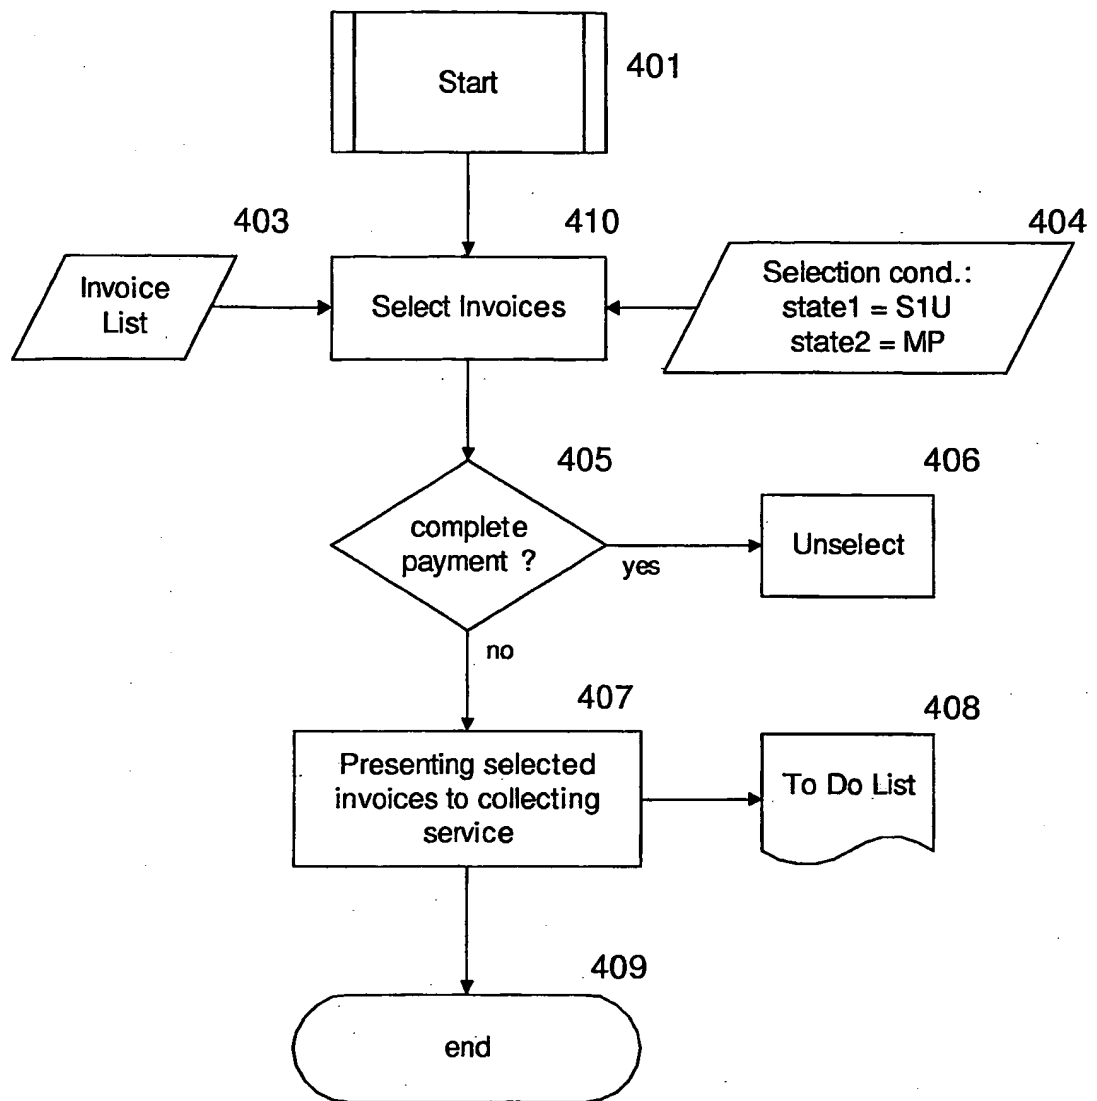 Start
401
403
410
404
Invoice
List
Select Invoices
Selection cond.:
state1 = S1U
state2 = MP
405
406
complete
payment ?
yes
Unselect
no
407
408
Presenting selected
invoices to collecting
service
To Do List
409
end